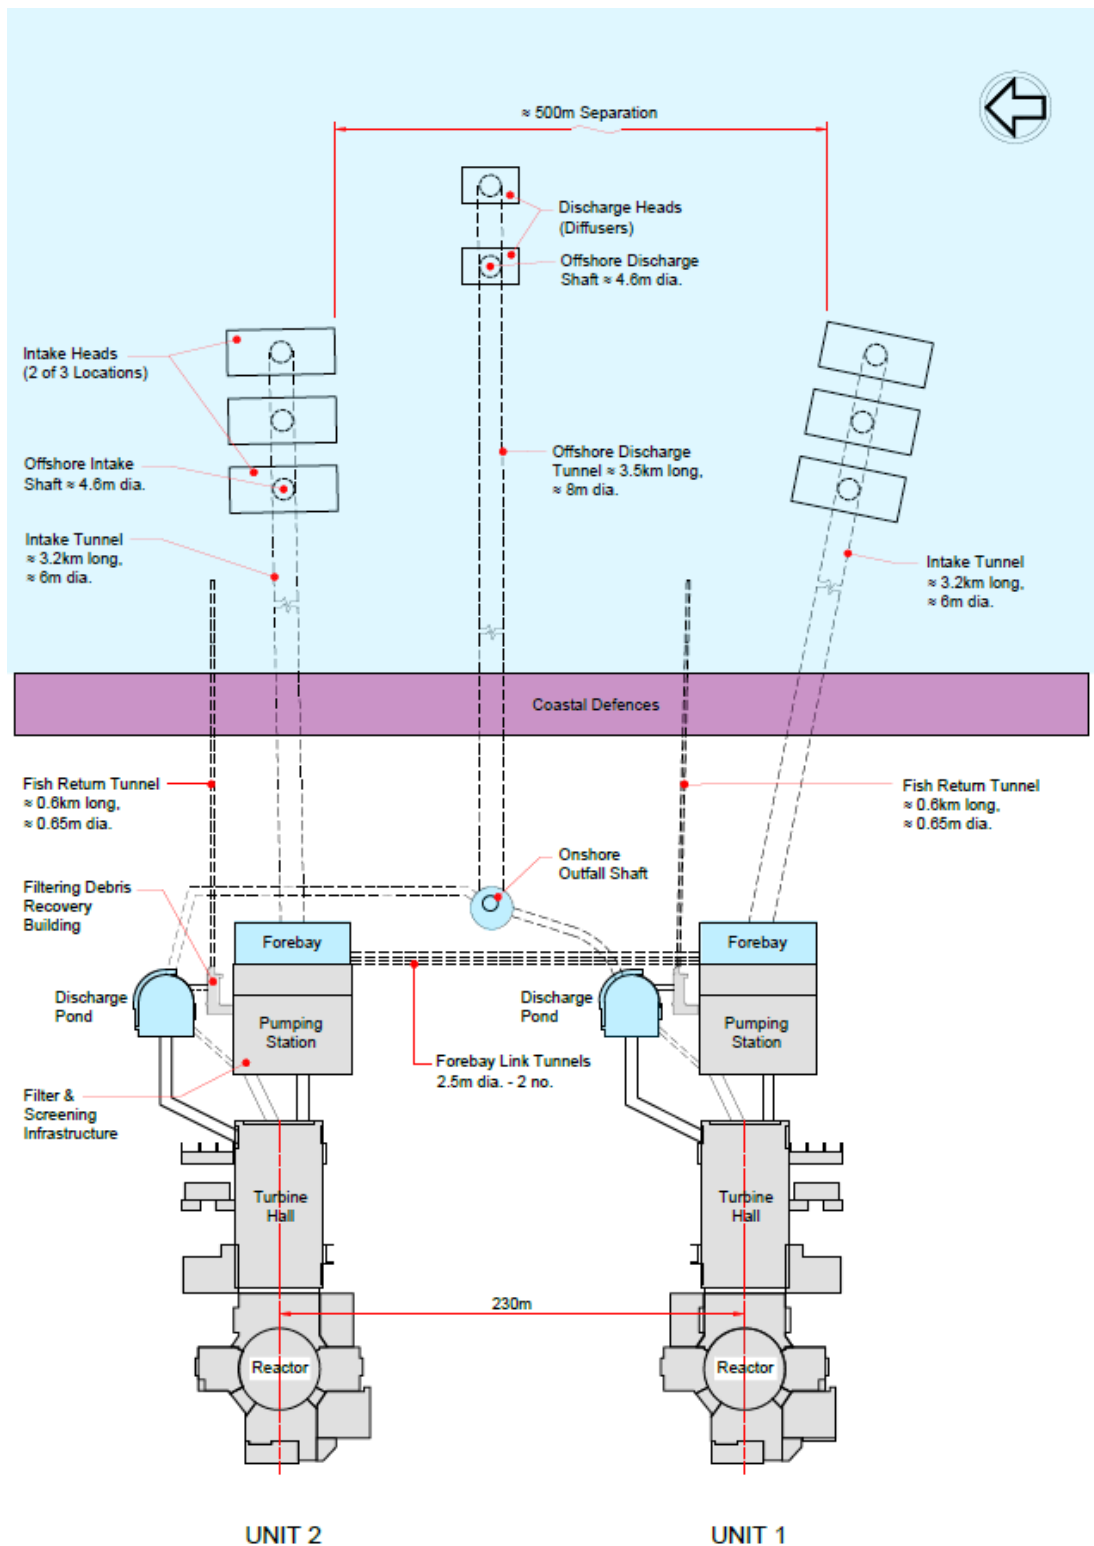 ≈ 500m Separation
Discharge Heads
(Diffusers)
Offshore Discharge
Shaft ≈ 4.6m dia.
Intake Heads
(2 of 3 Locations)
Offshore Intake
Shaft ≈ 4.6m dia.
Offshore Discharge
Tunnel ≈ 3.5km long,
≈ 8m dia.
Intake Tunnel
≈ 3.2km long,
≈ 6m dia.
Intake Tunnel
≈ 3.2km long,
≈ 6m dia.
Coastal Defences
Fish Return Tunnel
≈ 0.6km long,
≈ 0.65m dia.
Fish Return Tunnel
≈ 0.6km long,
≈ 0.65m dia.
Onshore
Outfall Shaft
Filtering Debris
Recovery
Building
Forebay
Forebay
Discharge
Pond
Discharge
Pond
Pumping
Station
Pumping
Station
Forebay Link Tunnels
2.5m dia. - 2 no.
Filter &
Screening
Infrastructure
Turbine
Hall
Turbine
Hall
230m
Reactor
Reactor
UNIT 2
UNIT 1